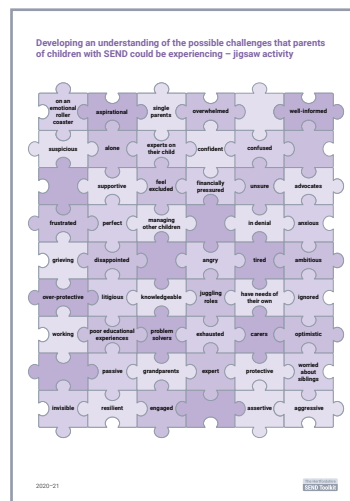 Developing an understanding of the possible challenges that parents
of children with SEND could be experiencing – jigsaw activity
on an
emotional
roller
coaster
aspirational
single
parents
overwhelmed
well-informed
suspicious
alone
experts on
their child
confident
confused
supportive
feel
excluded
financially
pressured
unsure
advocates
frustrated
perfect
managing
other children
in denial
anxious
grieving
disappointed
angry
tired
ambitious
over-protective
litigious
knowledgeable
juggling
roles
have needs of
their own
ignored
working
poor educational
experiences
problem
solvers
exhausted
carers
optimistic
passive
grandparents
expert
protective
worried
about
siblings
invisible
resilient
engaged
assertive
aggressive
2020–21
SEND Toolkit